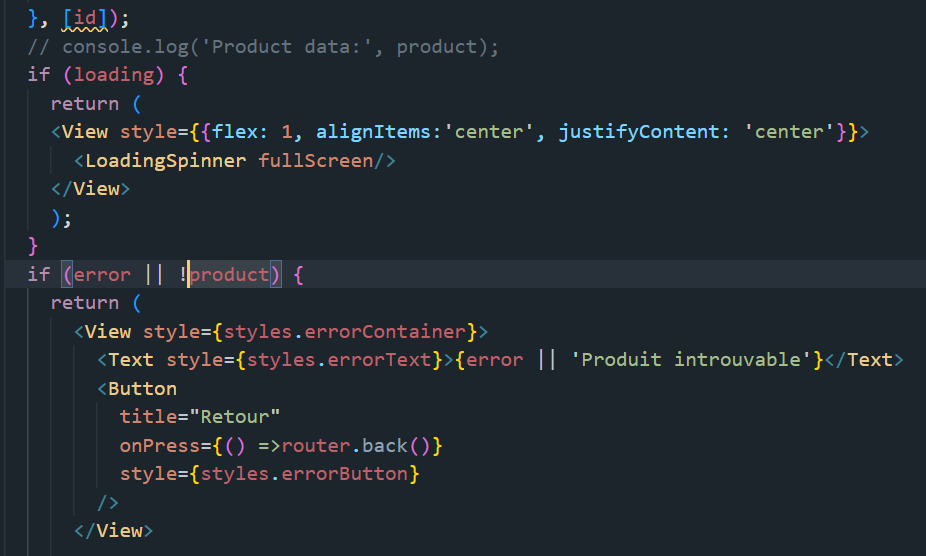 }, [id]);
// console.log('Product data:', product);
if (loading) {
return (
<View style={{flex: 1, alignItems:'center', justifyContent: 'center'}}>
<LoadingSpinner fullScreen/>
</View>
);
}
if (error || !product) {
return (
<View style={styles.errorContainer}>
<Text style={styles.errorText}>{error || 'Produit introuvable'}</Text>
<Button
title="Retour"
onPress={() =>router.back()}
style={styles.errorButton}
/>
</View>